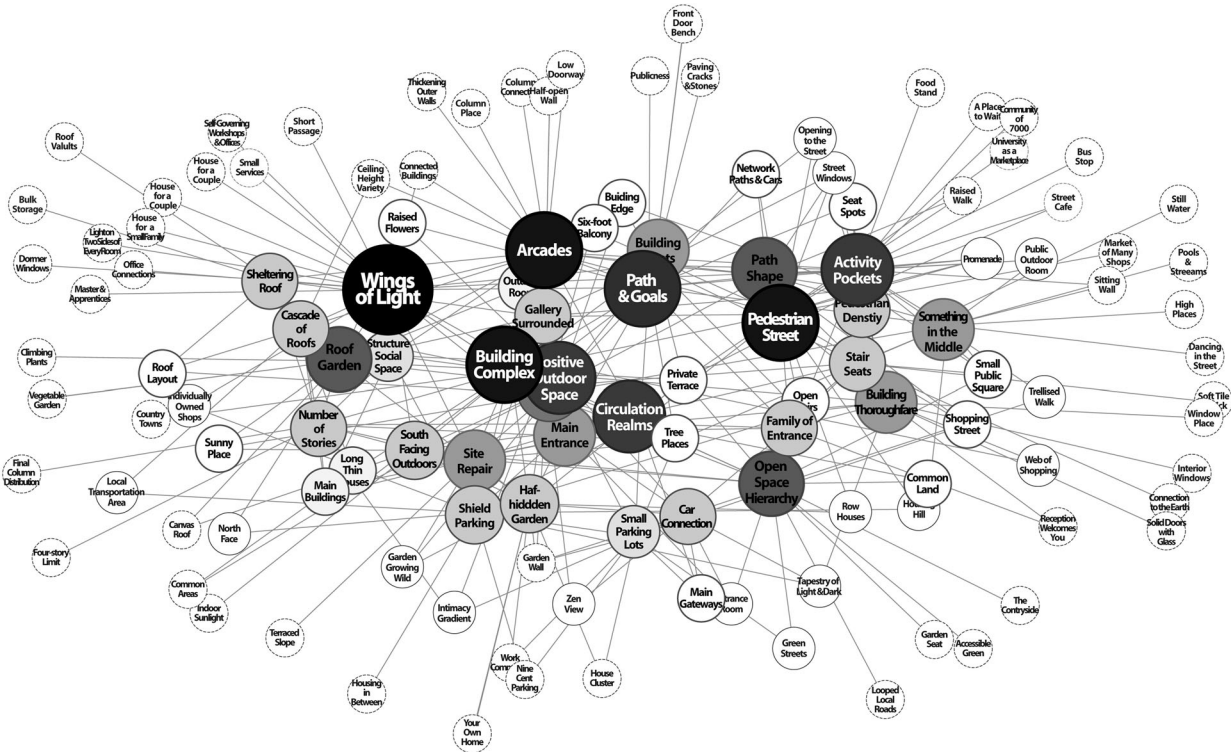 Front
Door
Bench
Publicness
Paving
Cracks
&Stones
Low
Doorway
Half-open
Wall
Thickening
Outer
Walls
Column
Place
Food
Stand
A Place
to Wait
Community
of
7000
University
as a
Marketplace
Bus
Stop
Short
Passage
Self-Governing
Workshops
&Offices
Roof
Valults
House
for a
Couple
Small
Services
Ceiling
Height
Variety
Connected
Buildings
Opening
to the
Street
Street
Windows
Network
Paths & Cars
Raised
Walk
Street
Cafe
Still
Water
Bulk
Storage
House
for a
Couple
House
for a
SmallFamily
Lighton
TwoSidesof
EveryRoom
Office
Connections
Dormer
Windows
Master&
Apprentices
Raised
Flowers
Buiding
Edge
Six-foot
Balcony
Seat
Spots
Promenade
Public
Outdoor
Room
Market
of Many
Shops
Sitting
Wall
Pools
&
Streeams
High
Places
Sheltering
Roof
Wings
of Light
Arcades
Building
Path
&Goals
Path
Shape
Activity
Pockets
Pedestrian
Street
Denstiy
Something
in the
Middle
Gallery
Surrounded
Cascade
of
Roofs
Roof
Garden
Structure
Social
Space
Building
Complex
Outdoor
Space
Private
Terrace
Stair
Seats
Small
Public
Square
Dancing
in the
Street
Climbing
Plants
Vegetable
Garden
Roof
Layout
Owned
Shops
Country
Towns
Circulation
Realms
Building
Thoroughfare
Trellised
Walk
Soft Tile
Window
Place
Number
of
Stories
Sunny
Place
South
Facing
Outdoors
Main
Entrance
Tree
Places
Open
Family of
Entrance
Shopping
Street
Final
Column
Distribution
Local
Transportation
Area
Long
Thin
Main
Buildings
Site
Repair
Open
Space
Hierarchy
Common
Land
Hill
Web of
Shopping
Interior
Windows
Connection
to the Earth
Solid Doors
with
Glass
Canvas
Roof
North
Face
Shield
Parking
Haf-
hiddden
Garden
Small
Parking
Lots
Car
Connection
Row
Houses
Reception
Welcomes
You
Four-story
Limit
Common
Areas
Indoor
Sunlight
Garden
Growing
Wild
Garden
Wall
Intimacy
Gradient
Zen
View
Main
Gateways
Tapestry of
Light & Dark
The
Contryside
Terraced
Slope
Green
Streets
Garden
Seat
Accessible
Green
Work
Nine
Cent
Parking
House
Cluster
Housing
in
Between
Looped
Local
Roads
Your
Own
Home